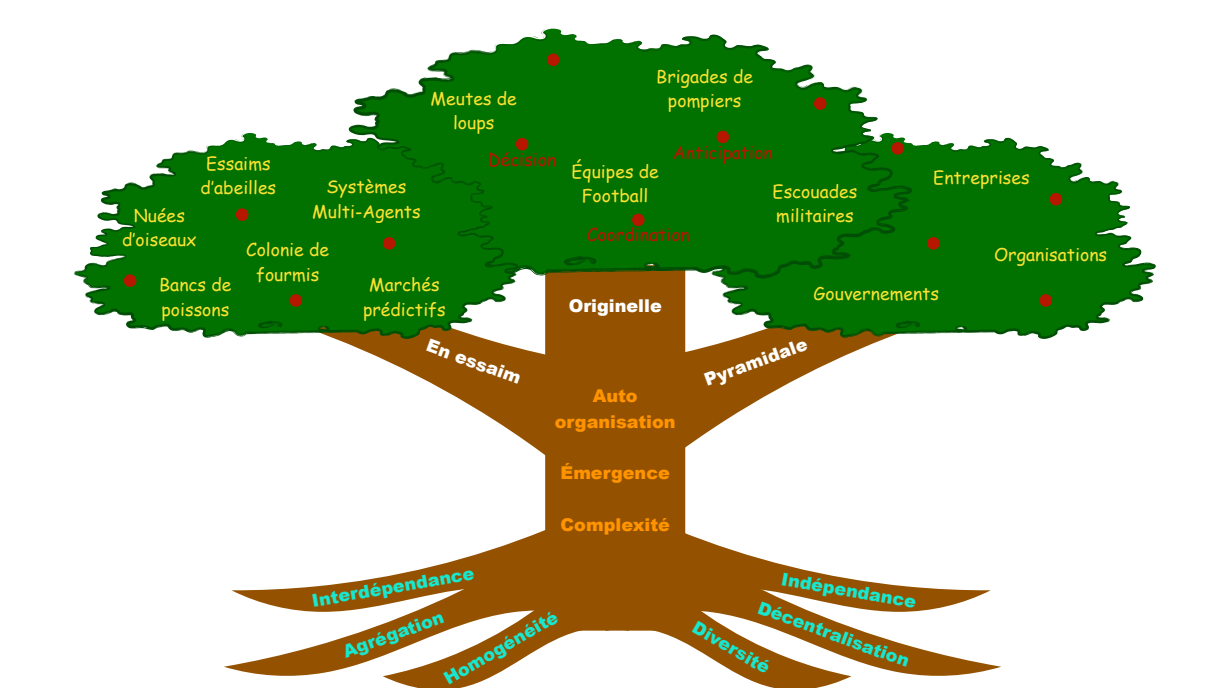 Meutes de
loups
Décision
Brigades de
pompiers
Anticipation
Équipes de
Football
Coordination
Escouades
militaires
Essaims
d'abeilles
Systèmes
Multi-Agents
Nuées
d'oiseaux
Colonie de
fourmis
Bancs de
poissons
Marchés
prédictifs
Entreprises
Organisations
Gouvernements
Originelle
En essaim
Pyramidale
Auto
organisation
Émergence
Complexité
Interdépendance
Agrégation
Homogénéité
Indépendance
Décentralisation
Diversité